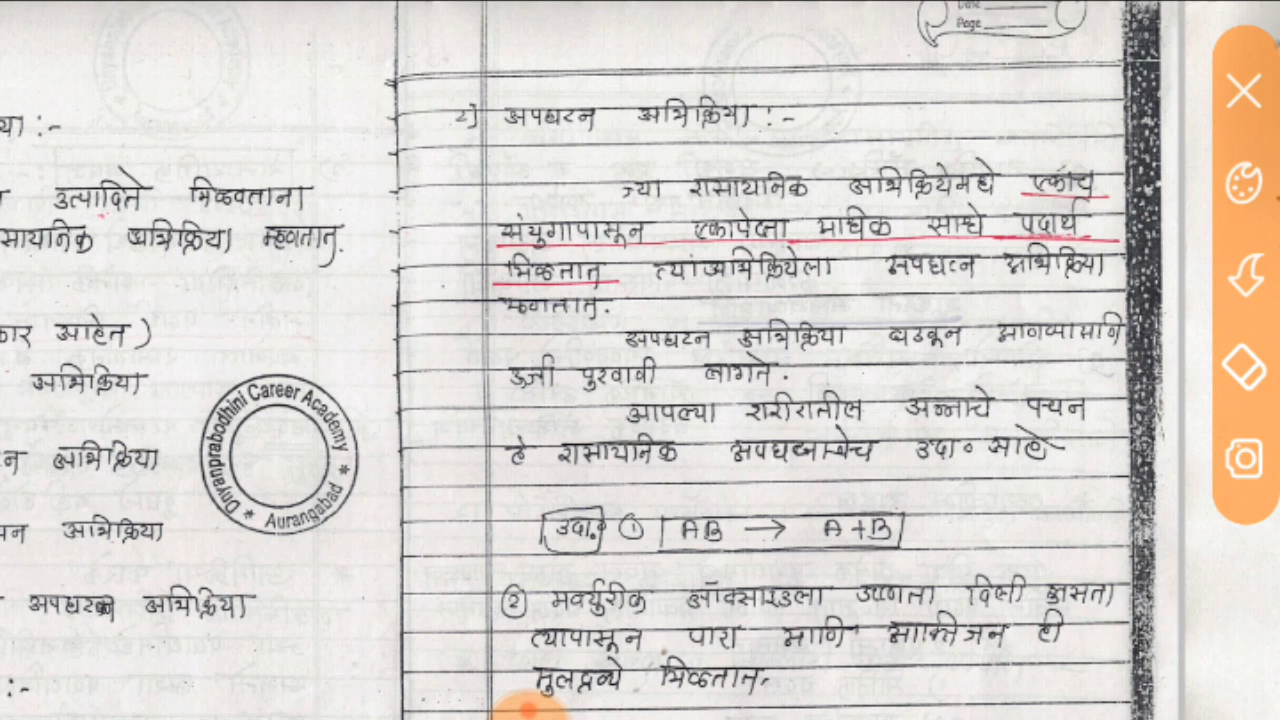 Date
Page
या :-
उत्पादिते मिळवताना
सायनिक अभिक्रिया म्हणतात.
कार आहेत)
अभिक्रिया
न अभिक्रिया
पन अभिक्रिया
अपघटन अभिक्रिया
:-
Dnyanprabodhini Career Academy
* Aurangabad *
2) अपघटन अभिक्रिया :-
ज्या रासायनिक अभिक्रियेमधे एकाच
संयुगापासून एकापेक्षा अधिक साधे पदार्थ
मिळतात त्या अभिक्रियेला अपघटन अभिक्रिया
म्हणतात.
अपघटन अभिक्रिया घडवून आणण्यासाठी
ऊर्जा पुरवावी लागते.
आपल्या शरीरातील अन्नाचे पचन
हे रासायनिक अपघटनाचेच उदा० आहे
उदा. ① AB → A+B
② मर्क्युरीक ऑक्साइडला उष्णता दिली असता
त्यापासून पारा आणि ऑक्सिजन ही
मुलद्रव्ये मिळतात.